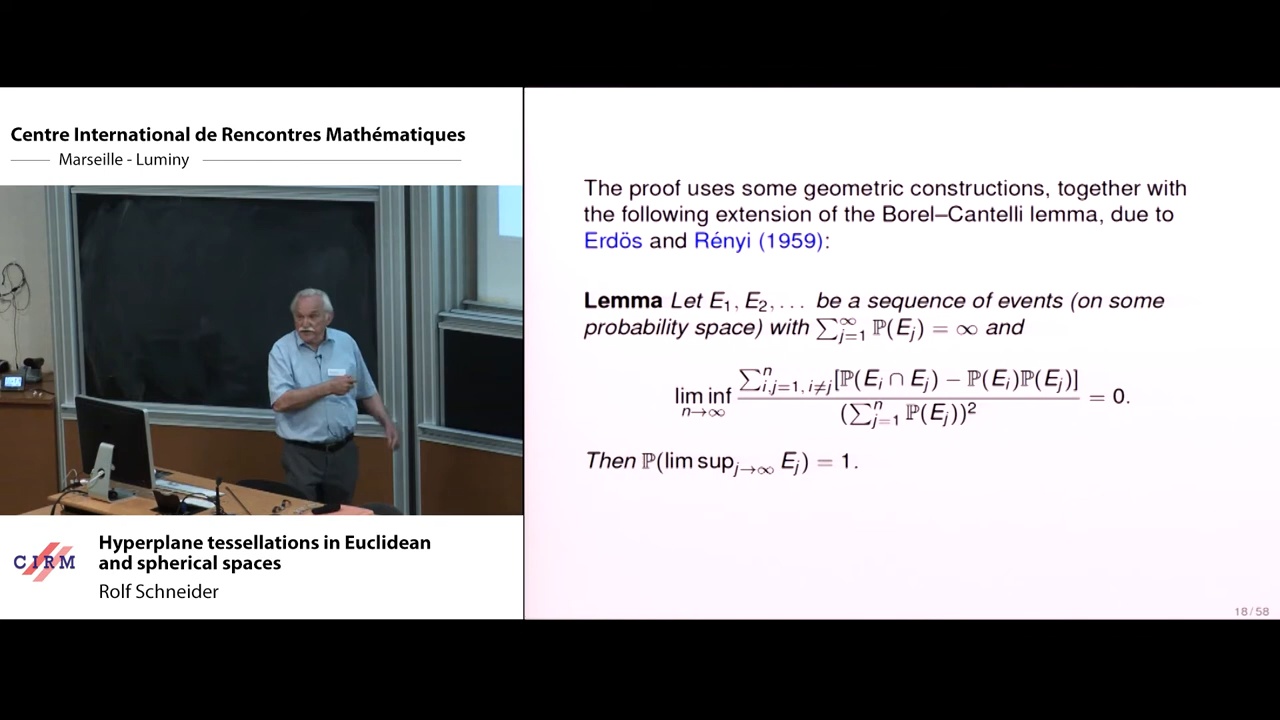 Centre International de Rencontres Mathématiques
Marseille - Luminy
The proof uses some geometric constructions, together with
the following extension of the Borel–Cantelli lemma, due to
Erdös and Rényi (1959):
Lemma Let E₁, E₂, . . . be a sequence of events (on some
probability space) with ∑_{j=1}^{∞} ℙ(E_j) = ∞ and
lim inf_{n→∞} ∑_{i,j=1, i≠j}^{n}[ℙ(E_i ∩ E_j) − ℙ(E_i)ℙ(E_j)] / (∑_{j=1}^{n} ℙ(E_j))² = 0.
Then ℙ(lim sup_{j→∞} E_j) = 1.
18/58
CIRM
Hyperplane tessellations in Euclidean
and spherical spaces
Rolf Schneider